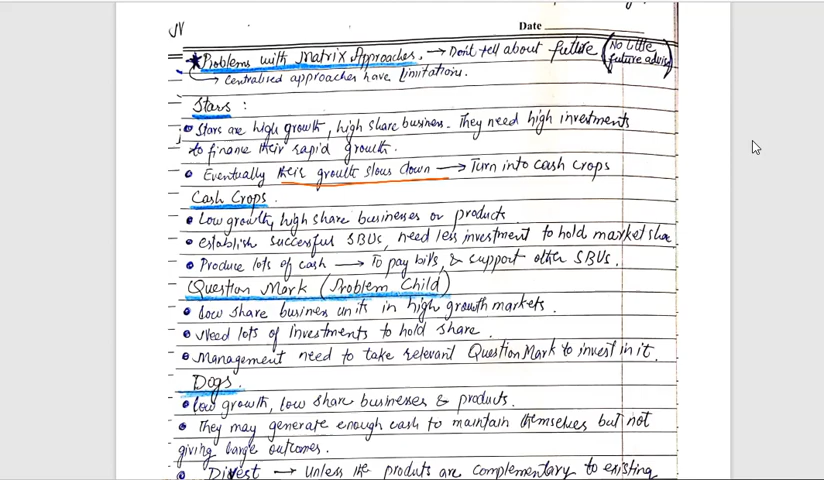 Date
* Problems with Matrix Approaches. → Don't tell about future (No little future advise)
→ Centralised approaches have limitations.
Stars :
• Stars are high growth, high share business. They need high investments
to finance their rapid growth.
• Eventually their growth slows down → Turn into cash crops
Cash Crops
• Low growth, high share businesses or products
• establish successful SBUs, need less investment to hold market share
• Produce lots of cash → To pay bills & support other SBUs.
Question Mark (Problem Child)
• Low share business units in high growth markets.
• Need lots of investments to hold share.
• Management need to take relevant Question Mark to invest in it.
Dogs.
• Low growth, low share businesses & products.
• They may generate enough cash to maintain themselves but not
giving large outcomes.
• Divest → unless the products are complementary to existing